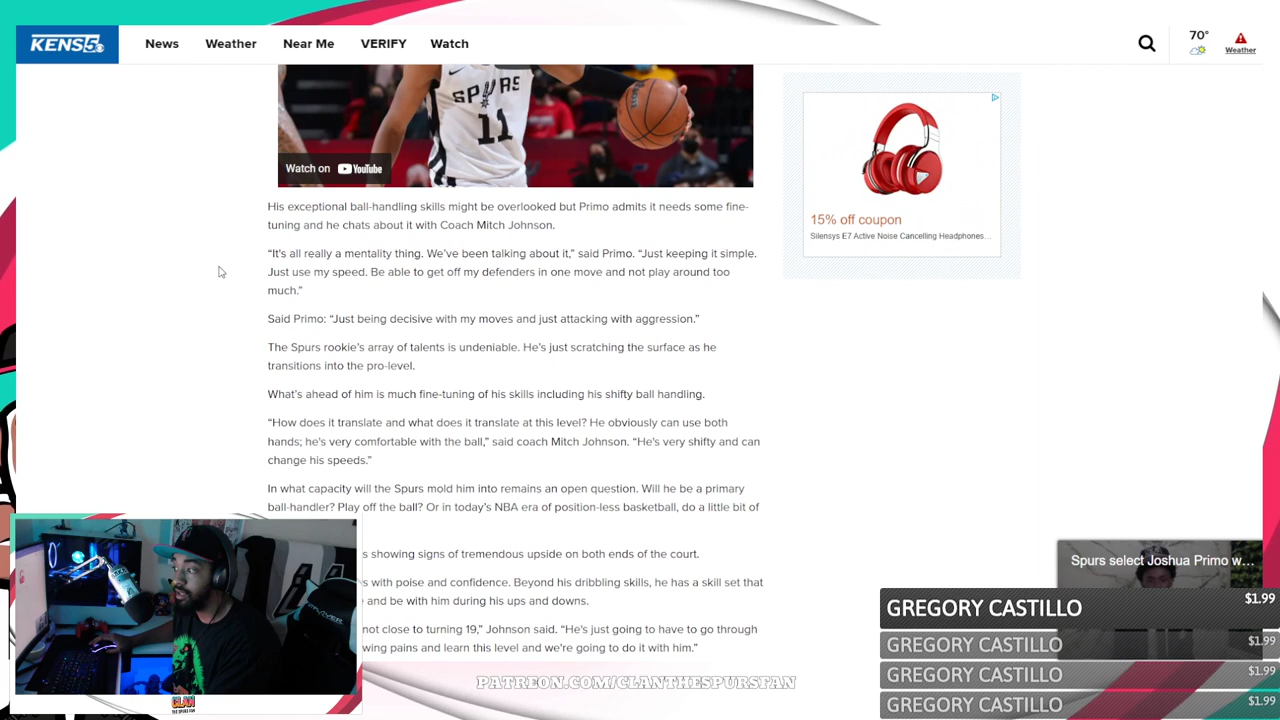 KENS5
News
Weather
Near Me
VERIFY
Watch
70°
Weather
SPURS
11
Watch on YouTube
15% off coupon
Silensys E7 Active Noise Cancelling Headphones...
His exceptional ball-handling skills might be overlooked but Primo admits it needs some fine-
tuning and he chats about it with Coach Mitch Johnson.
“It's all really a mentality thing. We’ve been talking about it,” said Primo. “Just keeping it simple.
Just use my speed. Be able to get off my defenders in one move and not play around too
much.”
Said Primo: “Just being decisive with my moves and just attacking with aggression.”
The Spurs rookie’s array of talents is undeniable. He’s just scratching the surface as he
transitions into the pro-level.
What’s ahead of him is much fine-tuning of his skills including his shifty ball handling.
“How does it translate and what does it translate at this level? He obviously can use both
hands; he's very comfortable with the ball,” said coach Mitch Johnson. “He's very shifty and can
change his speeds.”
In what capacity will the Spurs mold him into remains an open question. Will he be a primary
ball-handler? Play off the ball? Or in today’s NBA era of position-less basketball, do a little bit of
s showing signs of tremendous upside on both ends of the court.
s with poise and confidence. Beyond his dribbling skills, he has a skill set that
and be with him during his ups and downs.
not close to turning 19,” Johnson said. “He's just going to have to go through
wing pains and learn this level and we're going to do it with him.”
Spurs select Joshua Primo w...
GREGORY CASTILLO $1.99
GREGORY CASTILLO $1.99
GREGORY CASTILLO $1.99
GREGORY CASTILLO $1.99
CLAN
THE SPURS FAN
PATREON.COM/CLANTHESPURSFAN